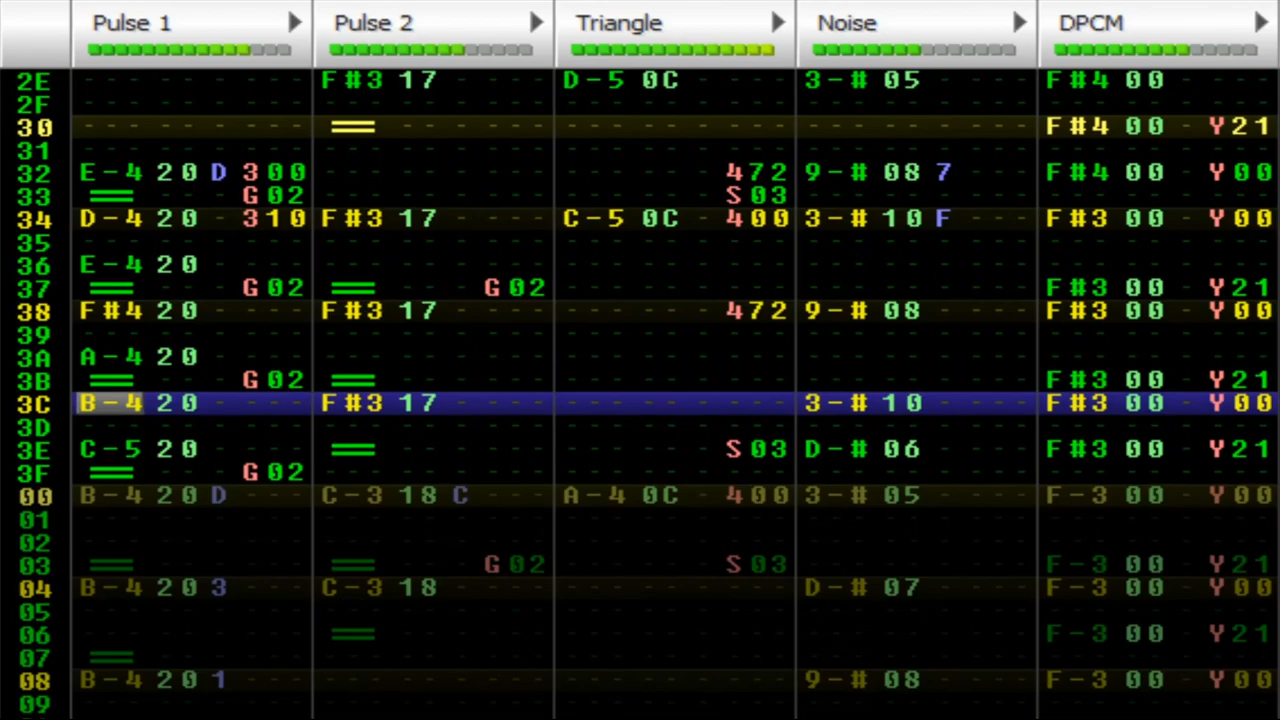 Pulse 1 Pulse 2 Triangle Noise DPCM
2E F#3 17 D-5 0C 3-# 05 F#4 00
2F
30 F#4 00 Y21
31
32 E-4 20 D 300 472 9-# 08 7 F#4 00 Y00
33 G02 S03
34 D-4 20 310 F#3 17 C-5 0C 400 3-# 10 F F#3 00 Y00
35
36 E-4 20
37 G02 G02 F#3 00 Y21
38 F#4 20 F#3 17 472 9-# 08 F#3 00 Y00
39
3A A-4 20
3B G02 F#3 00 Y21
3C B-4 20 F#3 17 3-# 10 F#3 00 Y00
3D
3E C-5 20 S03 D-# 06 F#3 00 Y21
3F G02
00 B-4 20 D C-3 18 C A-4 0C 400 3-# 05 F-3 00 Y00
01
02
03 G02 S03 F-3 00 Y21
04 B-4 20 3 C-3 18 D-# 07 F-3 00 Y00
05
06 F-3 00 Y21
07
08 B-4 20 1 9-# 08 F-3 00 Y00
09